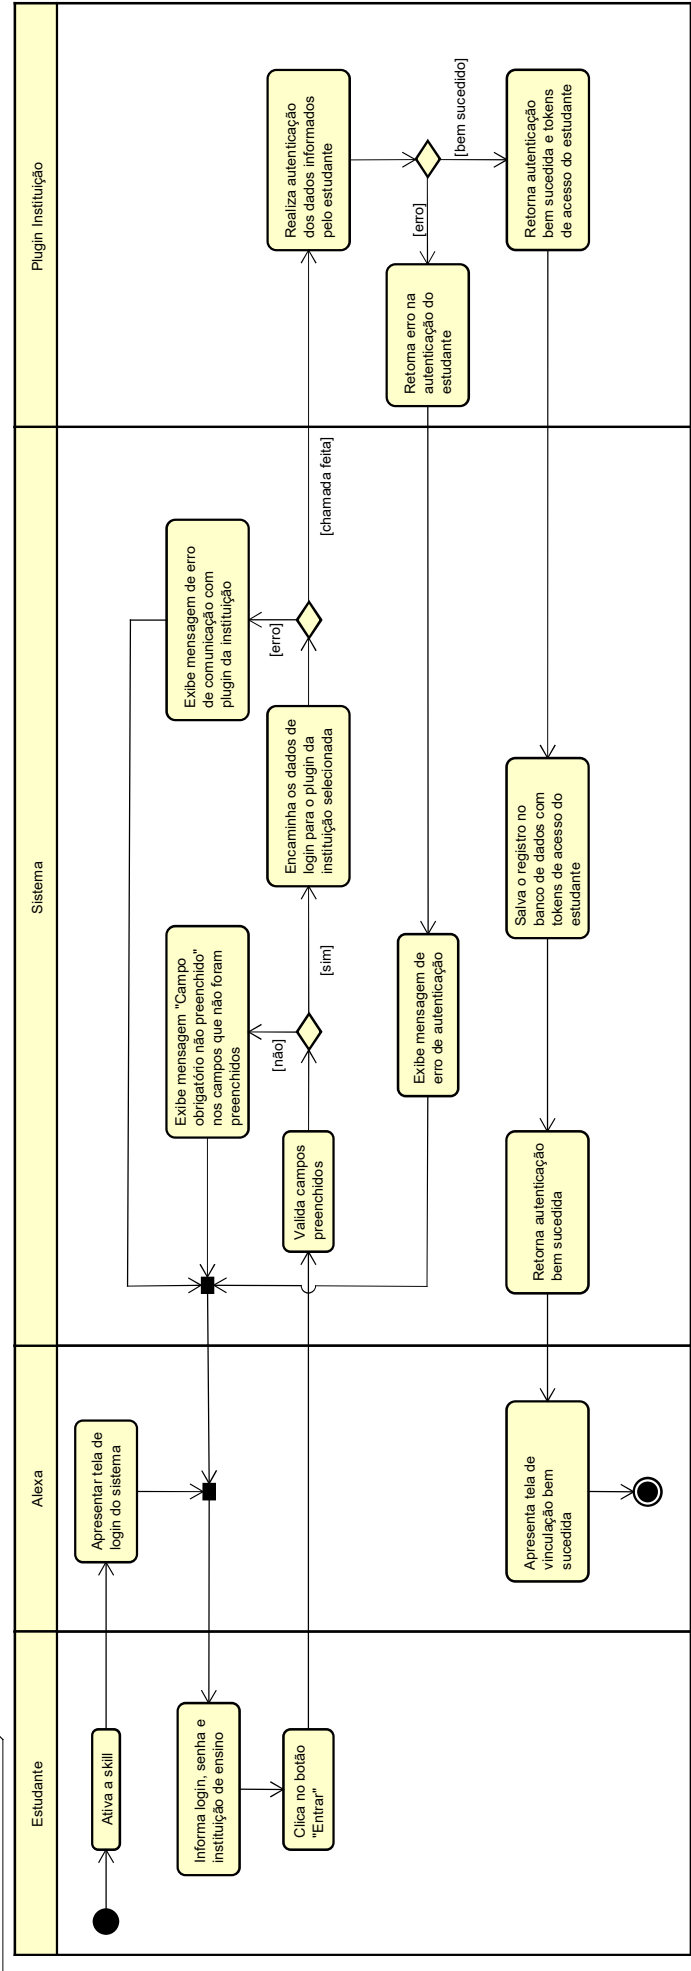 Estudante
Alexa
Sistema
Plugin Instituição
Ativa a skill
Apresentar tela de
login do sistema
Informa login, senha e
instituição de ensino
Clica no botão
"Entrar"
Valida campos
preenchidos
[não]
Exibe mensagem "Campo
obrigatório não preenchido"
nos campos que não foram
preenchidos
[sim]
Encaminha os dados de
login para o plugin da
instituição selecionada
[erro]
Exibe mensagem de erro
de comunicação com
plugin da instituição
[chamada feita]
Realiza autenticação
dos dados informados
pelo estudante
[erro]
Retorna erro na
autenticação do
estudante
[bem sucedido]
Retorna autenticação
bem sucedida e tokens
de acesso do estudante
Exibe mensagem de
erro de autenticação
Salva o registro no
banco de dados com
tokens de acesso do
estudante
Retorna autenticação
bem sucedida
Apresenta tela de
vinculação bem
sucedida